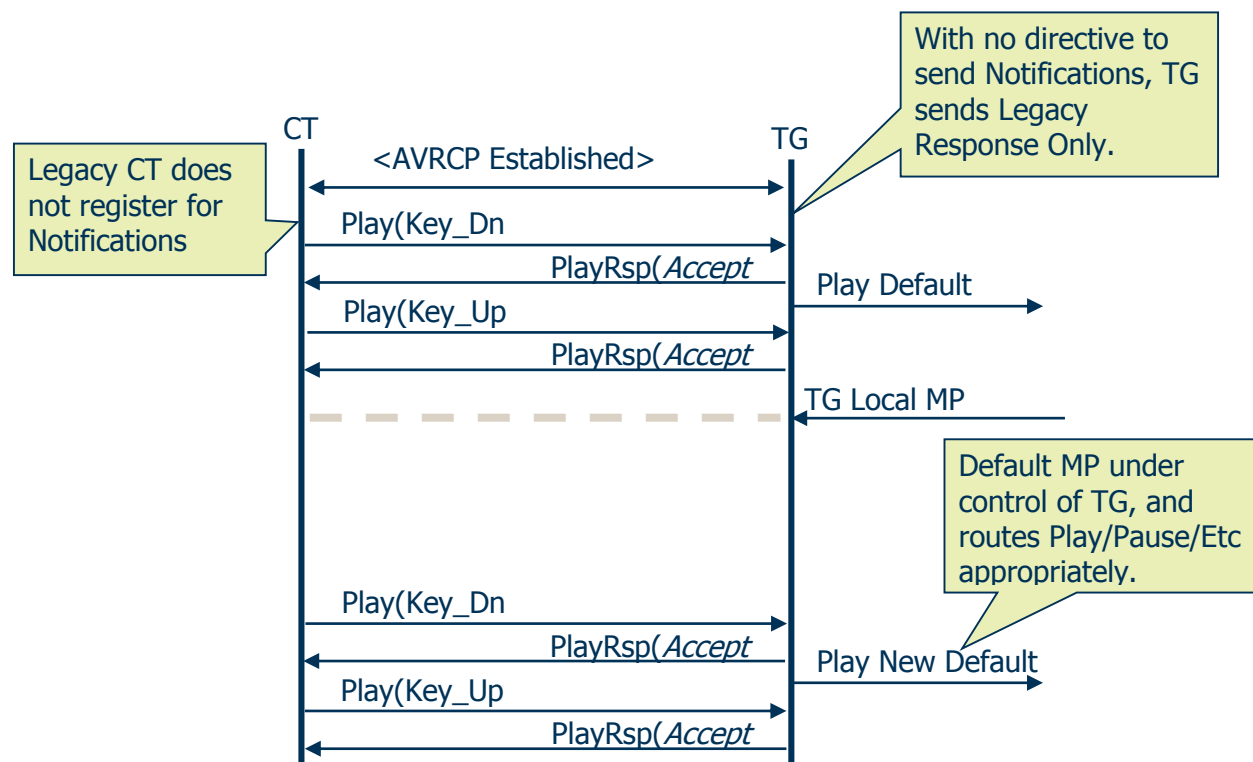 With no directive to
send Notifications, TG
sends Legacy
Response Only.
CT
TG
Legacy CT does
not register for
Notifications
<AVRCP Established>
Play(Key_Dn
PlayRsp(Accept
Play Default
Play(Key_Up
PlayRsp(Accept
TG Local MP
Default MP under
control of TG, and
routes Play/Pause/Etc
appropriately.
Play(Key_Dn
PlayRsp(Accept
Play New Default
Play(Key_Up
PlayRsp(Accept